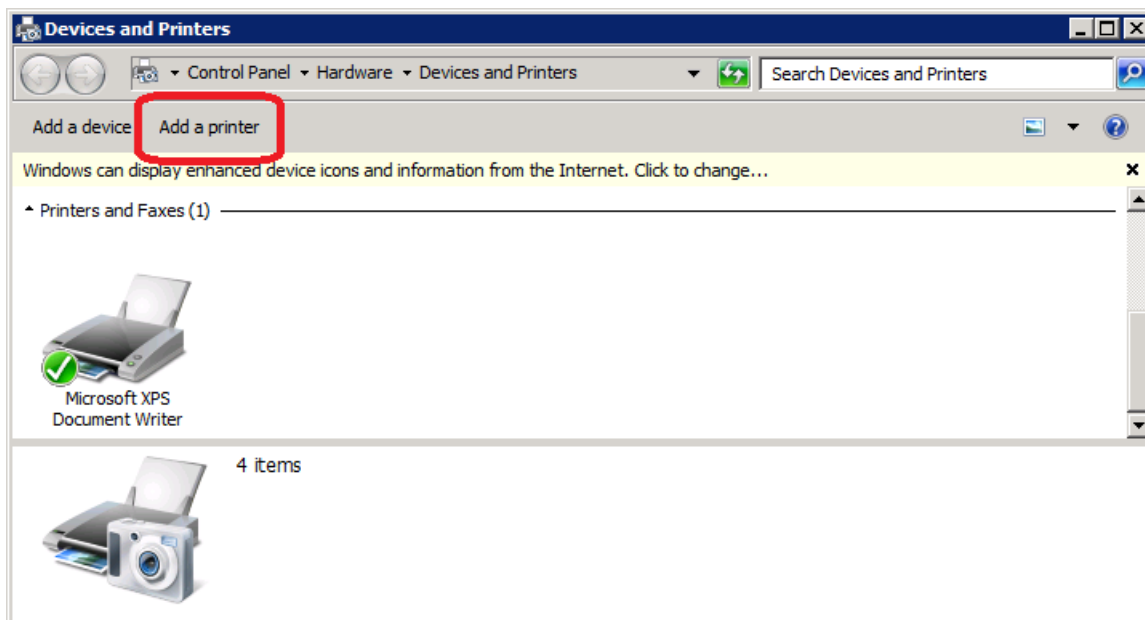 Devices and Printers
Control Panel Hardware Devices and Printers
Search Devices and Printers
Add a device Add a printer
Windows can display enhanced device icons and information from the Internet. Click to change...
Printers and Faxes (1)
Microsoft XPS
Document Writer
4 items